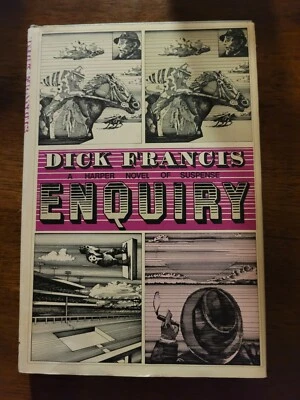 DICK FRANCIS
A HARPER NOVEL OF SUSPENSE
ENQUIRY